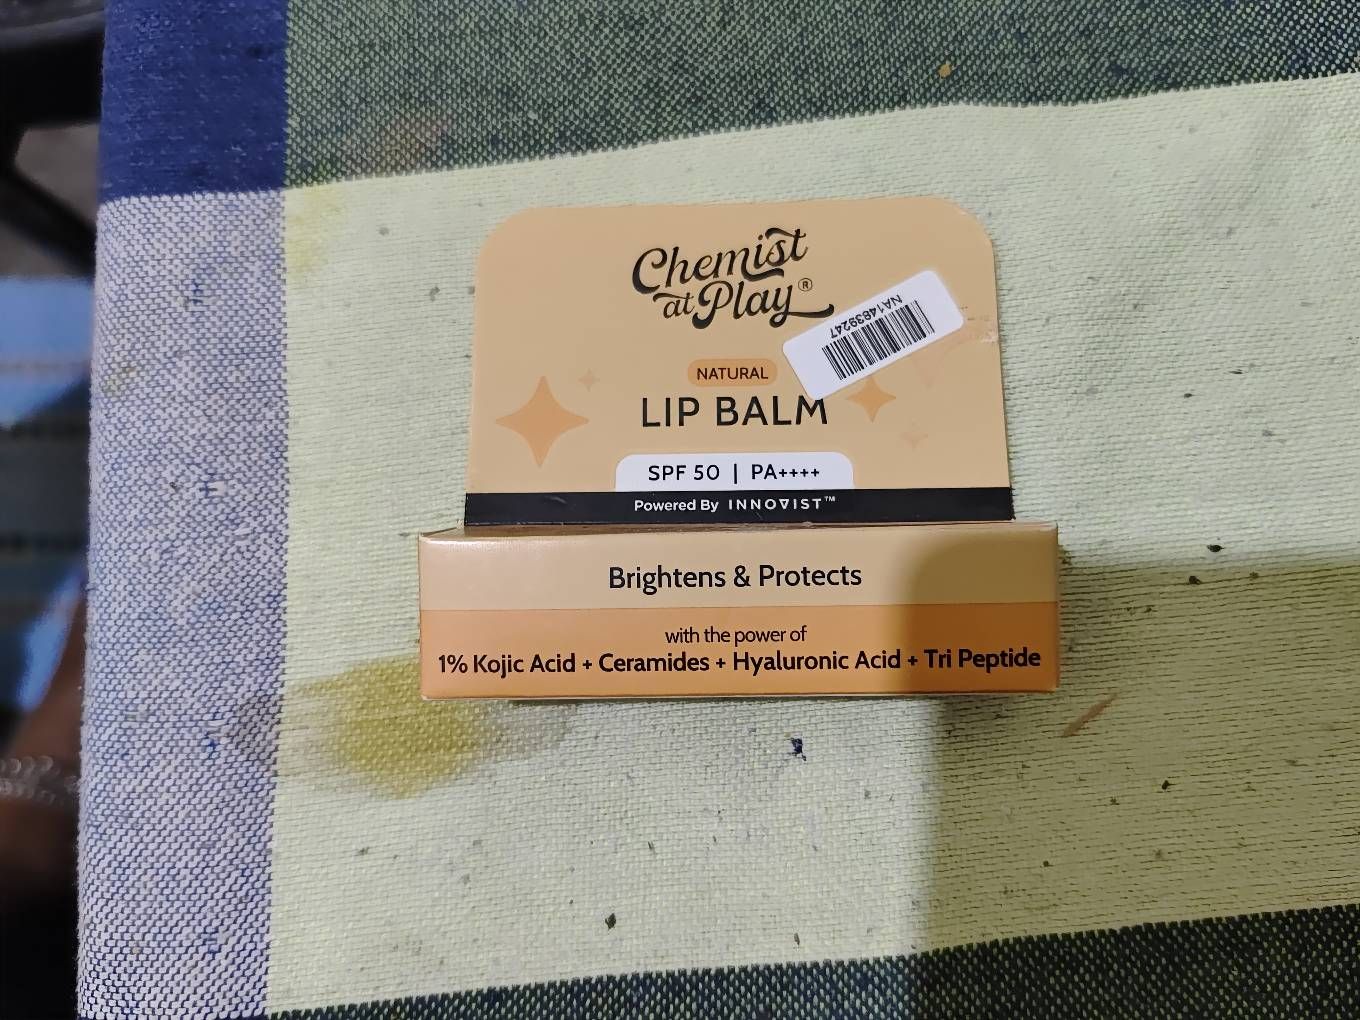 Chemist
at Play®
NA14839247
NATURAL
LIP BALM
SPF 50 | PA++++
Powered By INNOVIST™
Brightens & Protects
with the power of
1% Kojic Acid + Ceramides + Hyaluronic Acid + Tri Peptide